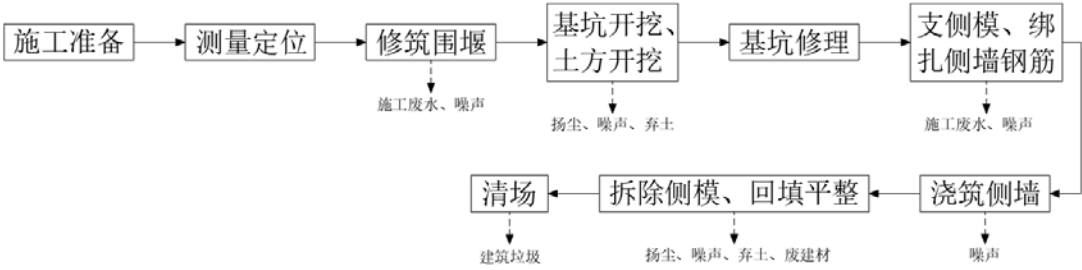 施工准备
测量定位
修筑围堰
基坑开挖、
土方开挖
基坑修理
支侧模、绑
扎侧墙钢筋
施工废水、噪声
扬尘、噪声、弃土
施工废水、噪声
清场
拆除侧模、回填平整
浇筑侧墙
建筑垃圾
扬尘、噪声、弃土、废建材
噪声